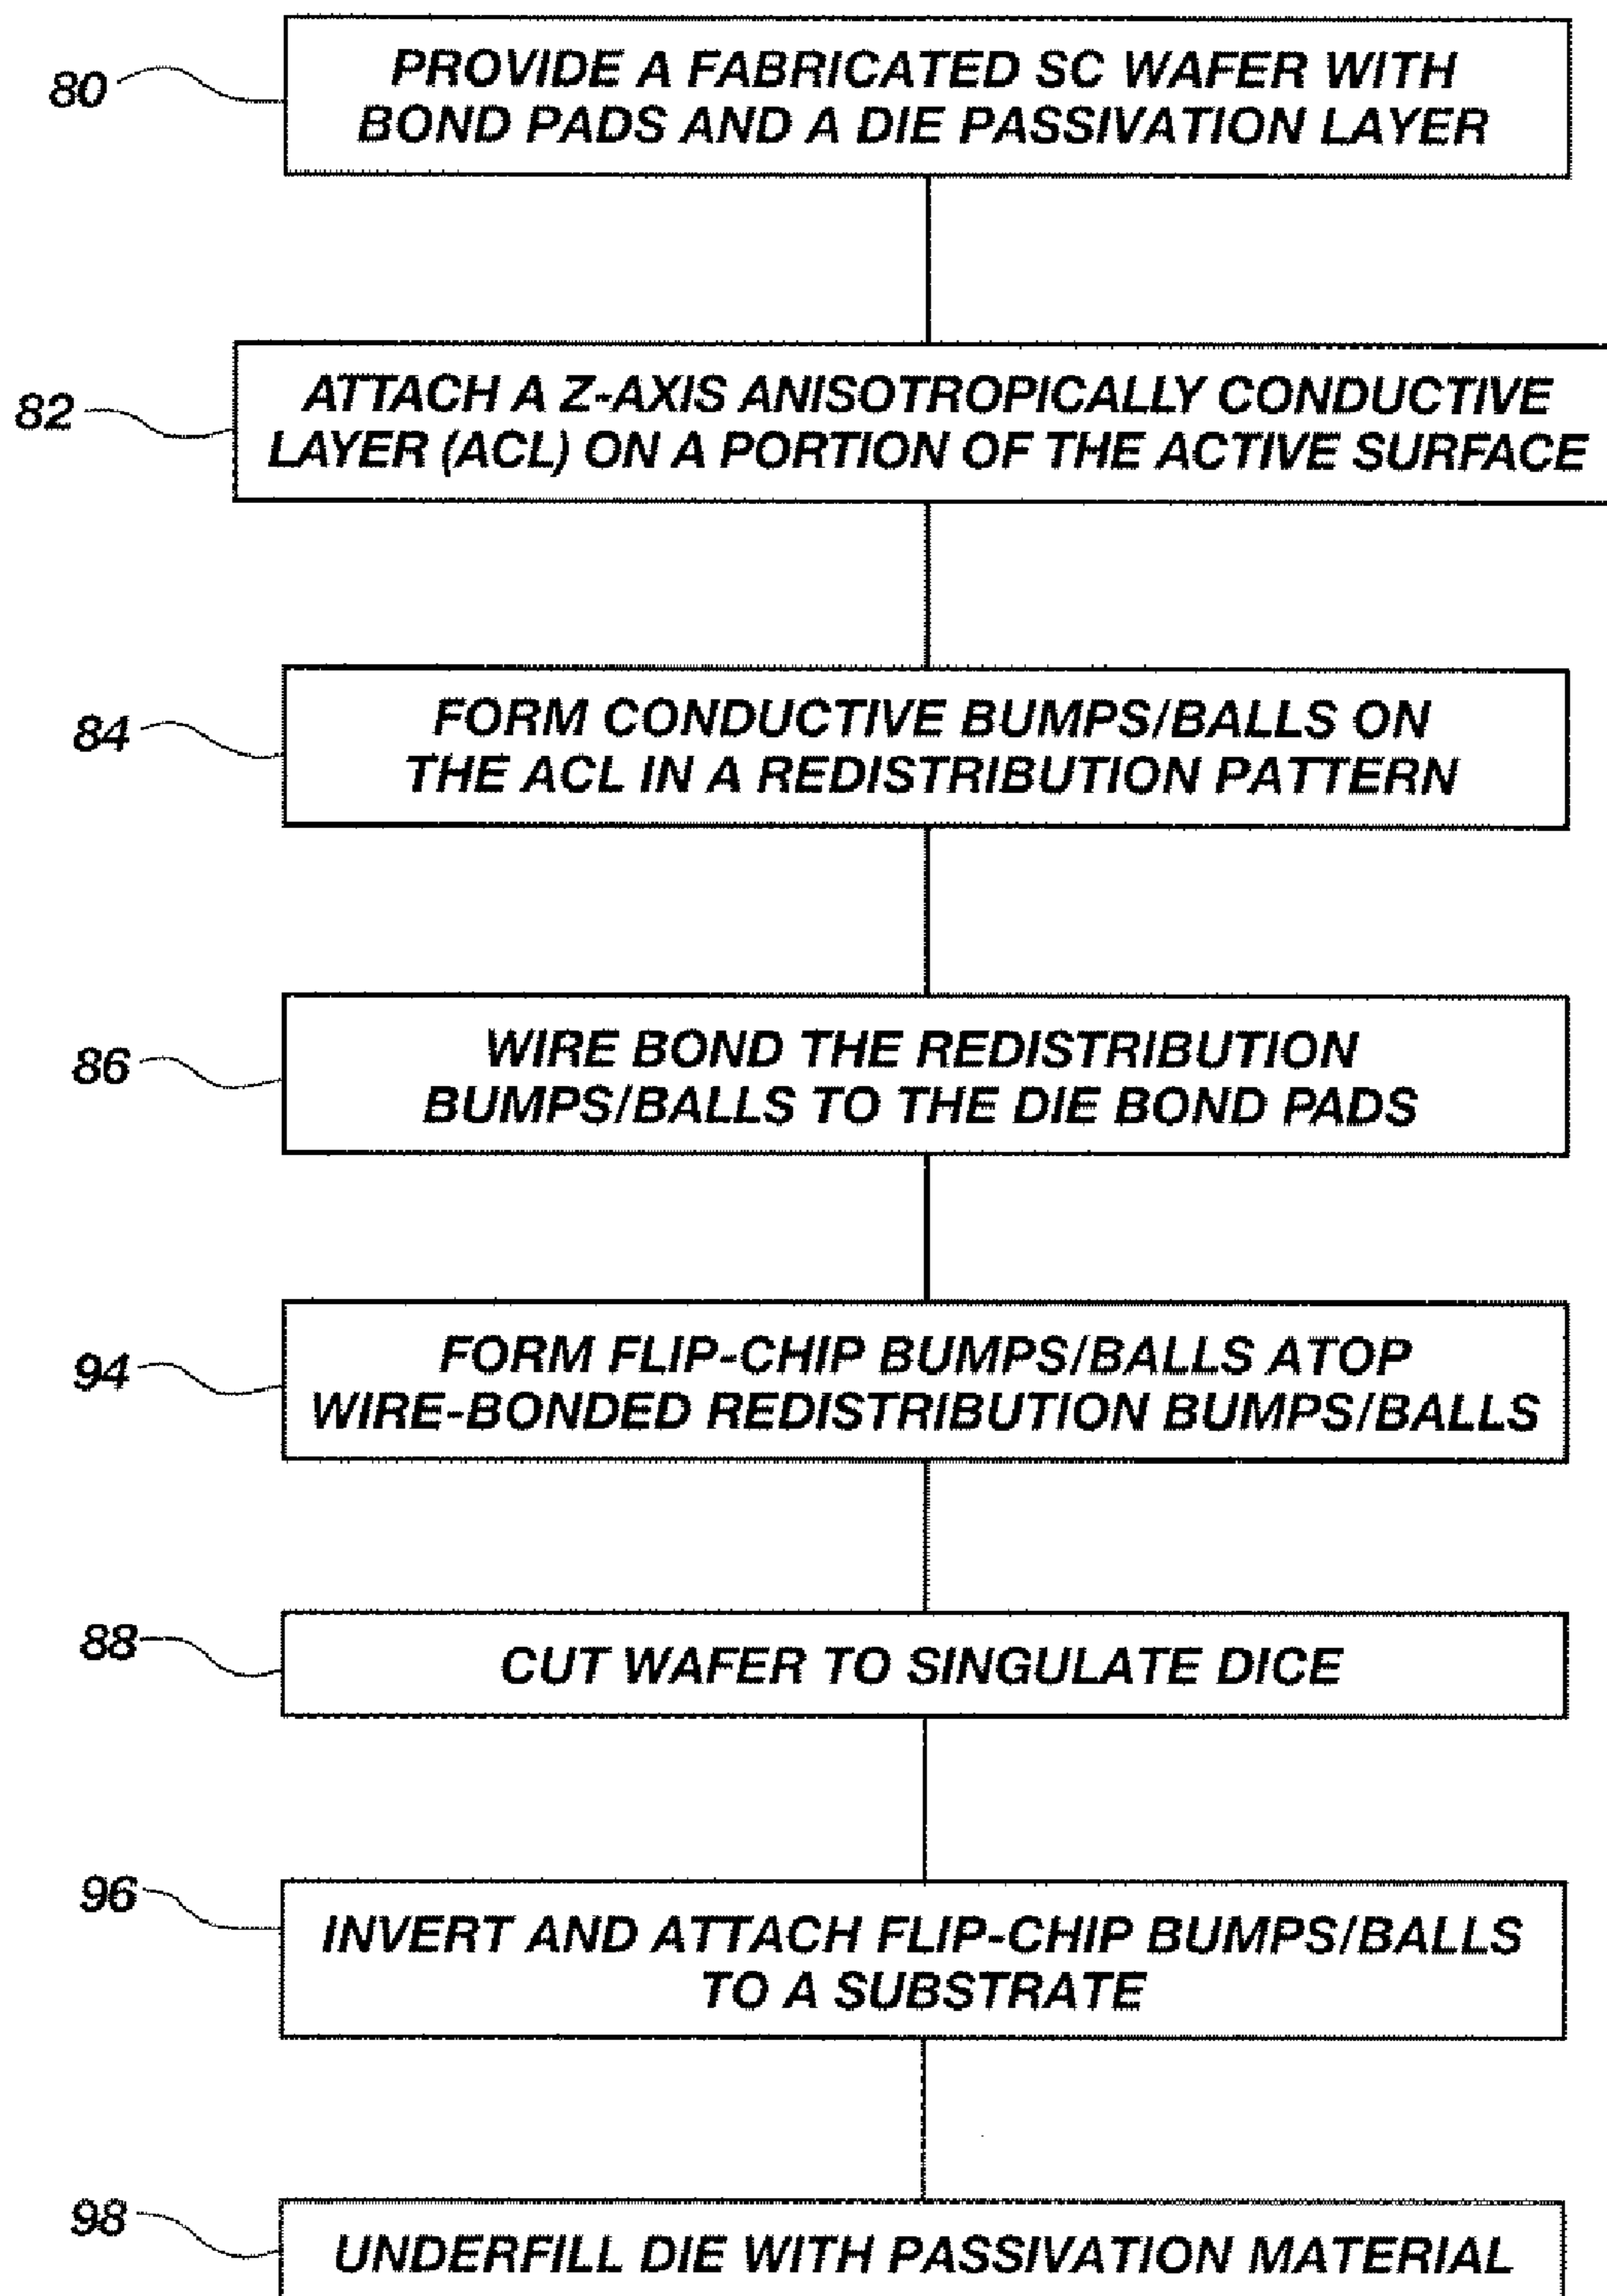 80
PROVIDE A FABRICATED SC WAFER WITH
BOND PADS AND A DIE PASSIVATION LAYER
82
ATTACH A Z-AXIS ANISOTROPICALLY CONDUCTIVE
LAYER (ACL) ON A PORTION OF THE ACTIVE SURFACE
84
FORM CONDUCTIVE BUMPS/BALLS ON
THE ACL IN A REDISTRIBUTION PATTERN
86
WIRE BOND THE REDISTRIBUTION
BUMPS/BALLS TO THE DIE BOND PADS
94
FORM FLIP-CHIP BUMPS/BALLS ATOP
WIRE-BONDED REDISTRIBUTION BUMPS/BALLS
88
CUT WAFER TO SINGULATE DICE
96
INVERT AND ATTACH FLIP-CHIP BUMPS/BALLS
TO A SUBSTRATE
98
UNDERFILL DIE WITH PASSIVATION MATERIAL